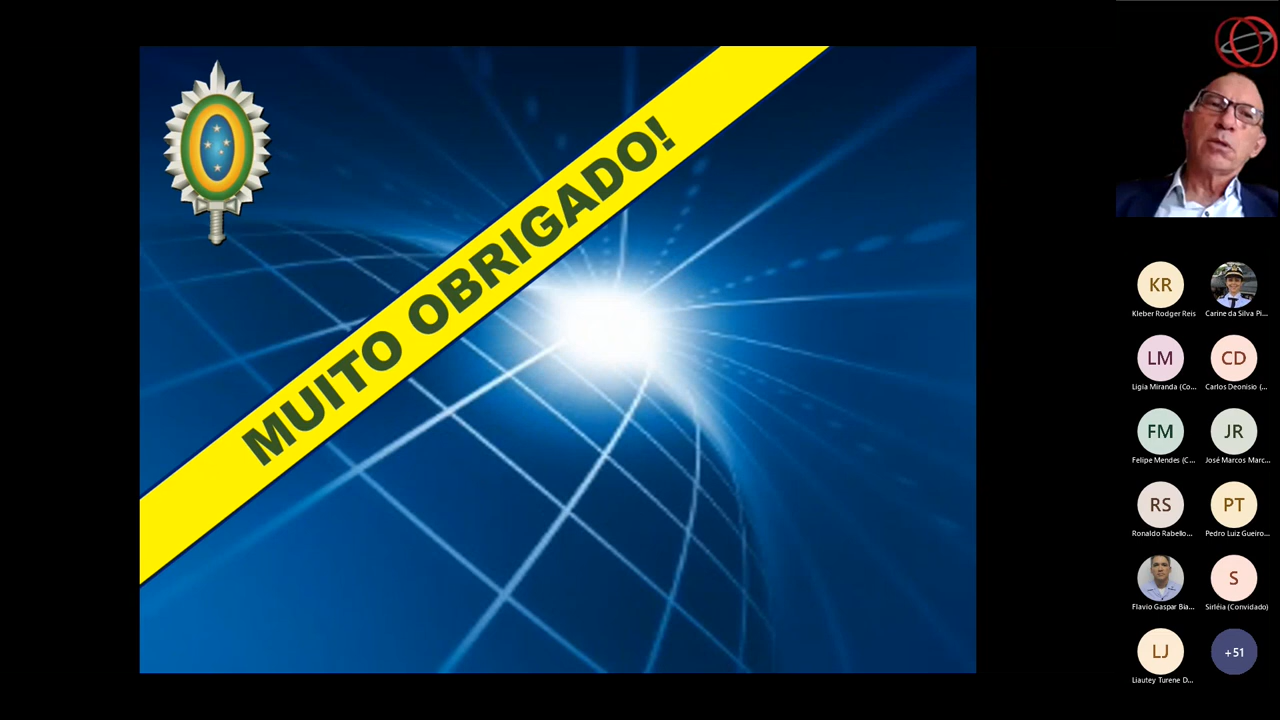 MUITO OBRIGADO!
KR
Kleber Rodger Reis
Carine da Silva Pi...
LM
Ligia Miranda (Co...
CD
Carlos Deonisio (...
FM
Felipe Mendes (C...
JR
José Marcos Marc...
RS
Ronaldo Rabello...
PT
Pedro Luiz Gueiro...
Flavio Gaspar Bia...
S
Sirléia (Convidado)
LJ
Liautey Turene D...
+51